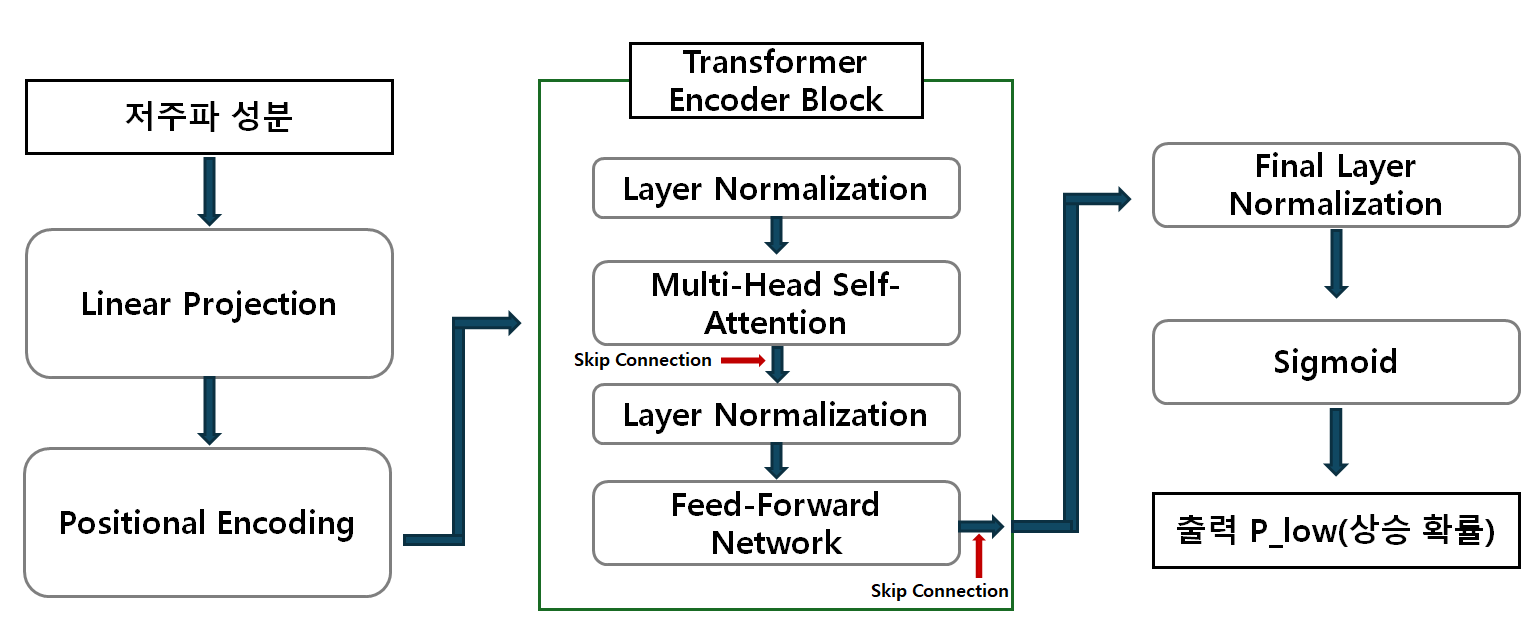 저주파 성분
Linear Projection
Positional Encoding
Transformer
Encoder Block
Layer Normalization
Multi-Head Self-
Attention
Skip Connection
Layer Normalization
Feed-Forward
Network
Skip Connection
Final Layer
Normalization
Sigmoid
출력 P_low(상승 확률)